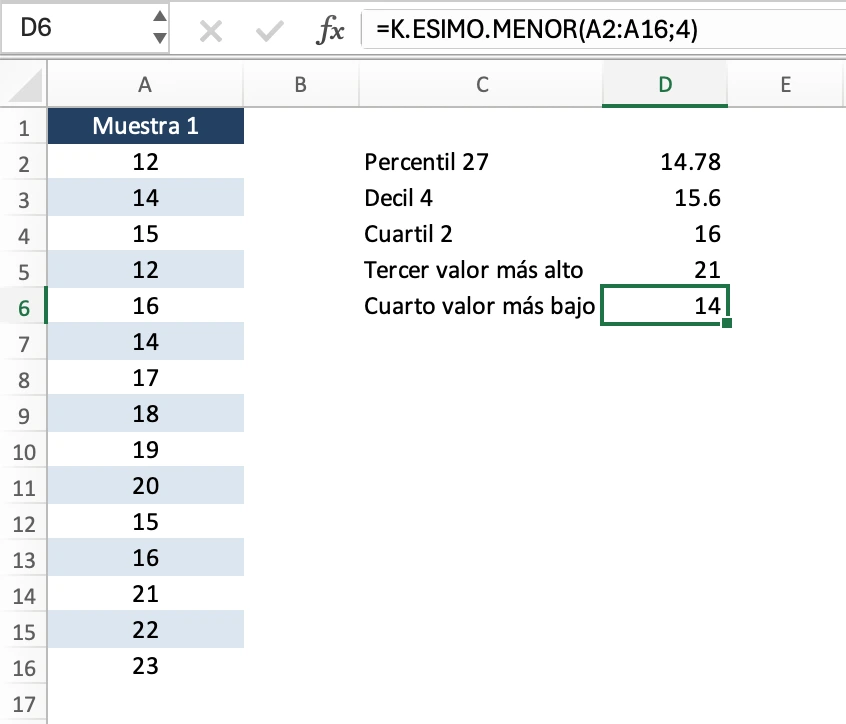 D6 fx =K.ESIMO.MENOR(A2:A16;4)
A B C D E
1 Muestra 1
2 12 Percentil 27 14.78
3 14 Decil 4 15.6
4 15 Cuartil 2 16
5 12 Tercer valor más alto 21
6 16 Cuarto valor más bajo 14
7 14
8 17
9 18
10 19
11 20
12 15
13 16
14 21
15 22
16 23
17